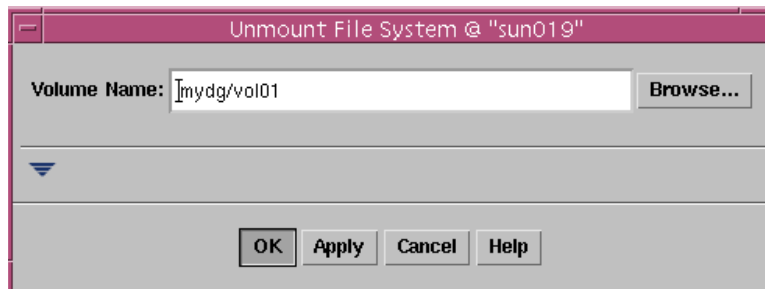 Unmount File System @ "sun019"
Volume Name: mydg/vol01 Browse...
OK Apply Cancel Help